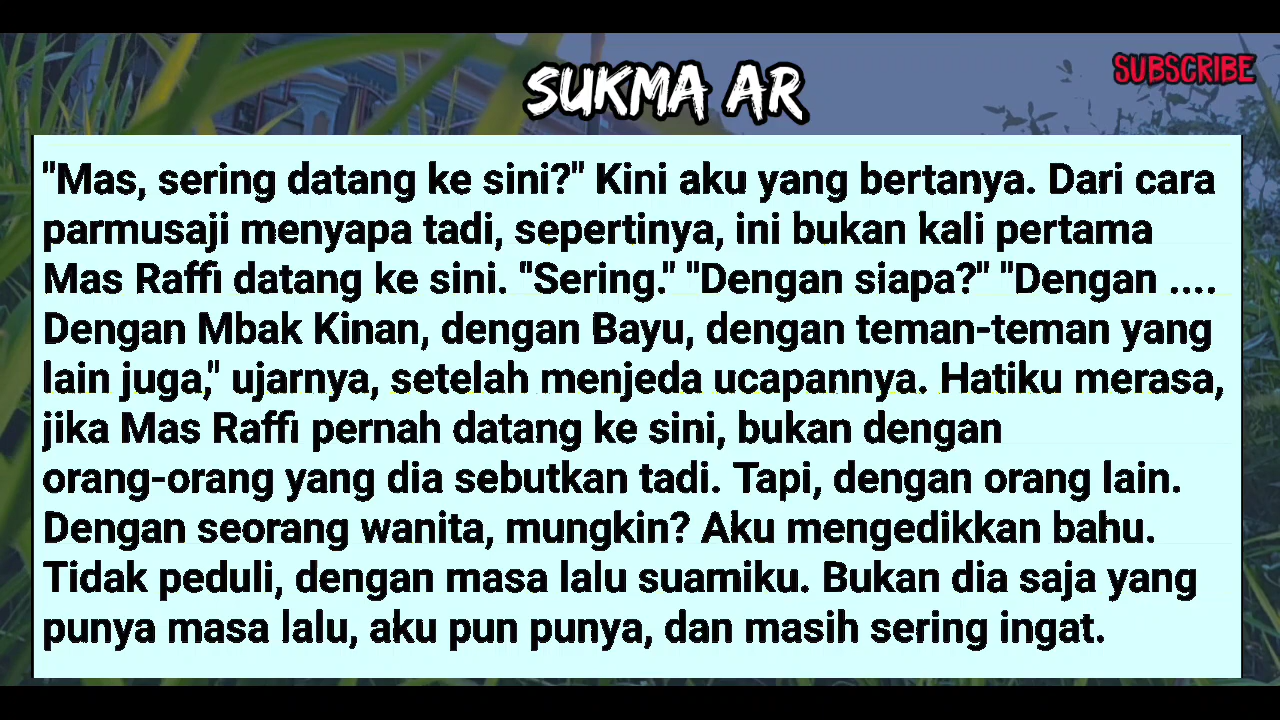 SUKMA AR
SUBSCRIBE
"Mas, sering datang ke sini?" Kini aku yang bertanya. Dari cara
parmusaji menyapa tadi, sepertinya, ini bukan kali pertama
Mas Raffi datang ke sini. "Sering." "Dengan siapa?" "Dengan ....
Dengan Mbak Kinan, dengan Bayu, dengan teman-teman yang
lain juga," ujarnya, setelah menjeda ucapannya. Hatiku merasa,
jika Mas Raffi pernah datang ke sini, bukan dengan
orang-orang yang dia sebutkan tadi. Tapi, dengan orang lain.
Dengan seorang wanita, mungkin? Aku mengedikkan bahu.
Tidak peduli, dengan masa lalu suamiku. Bukan dia saja yang
punya masa lalu, aku pun punya, dan masih sering ingat.